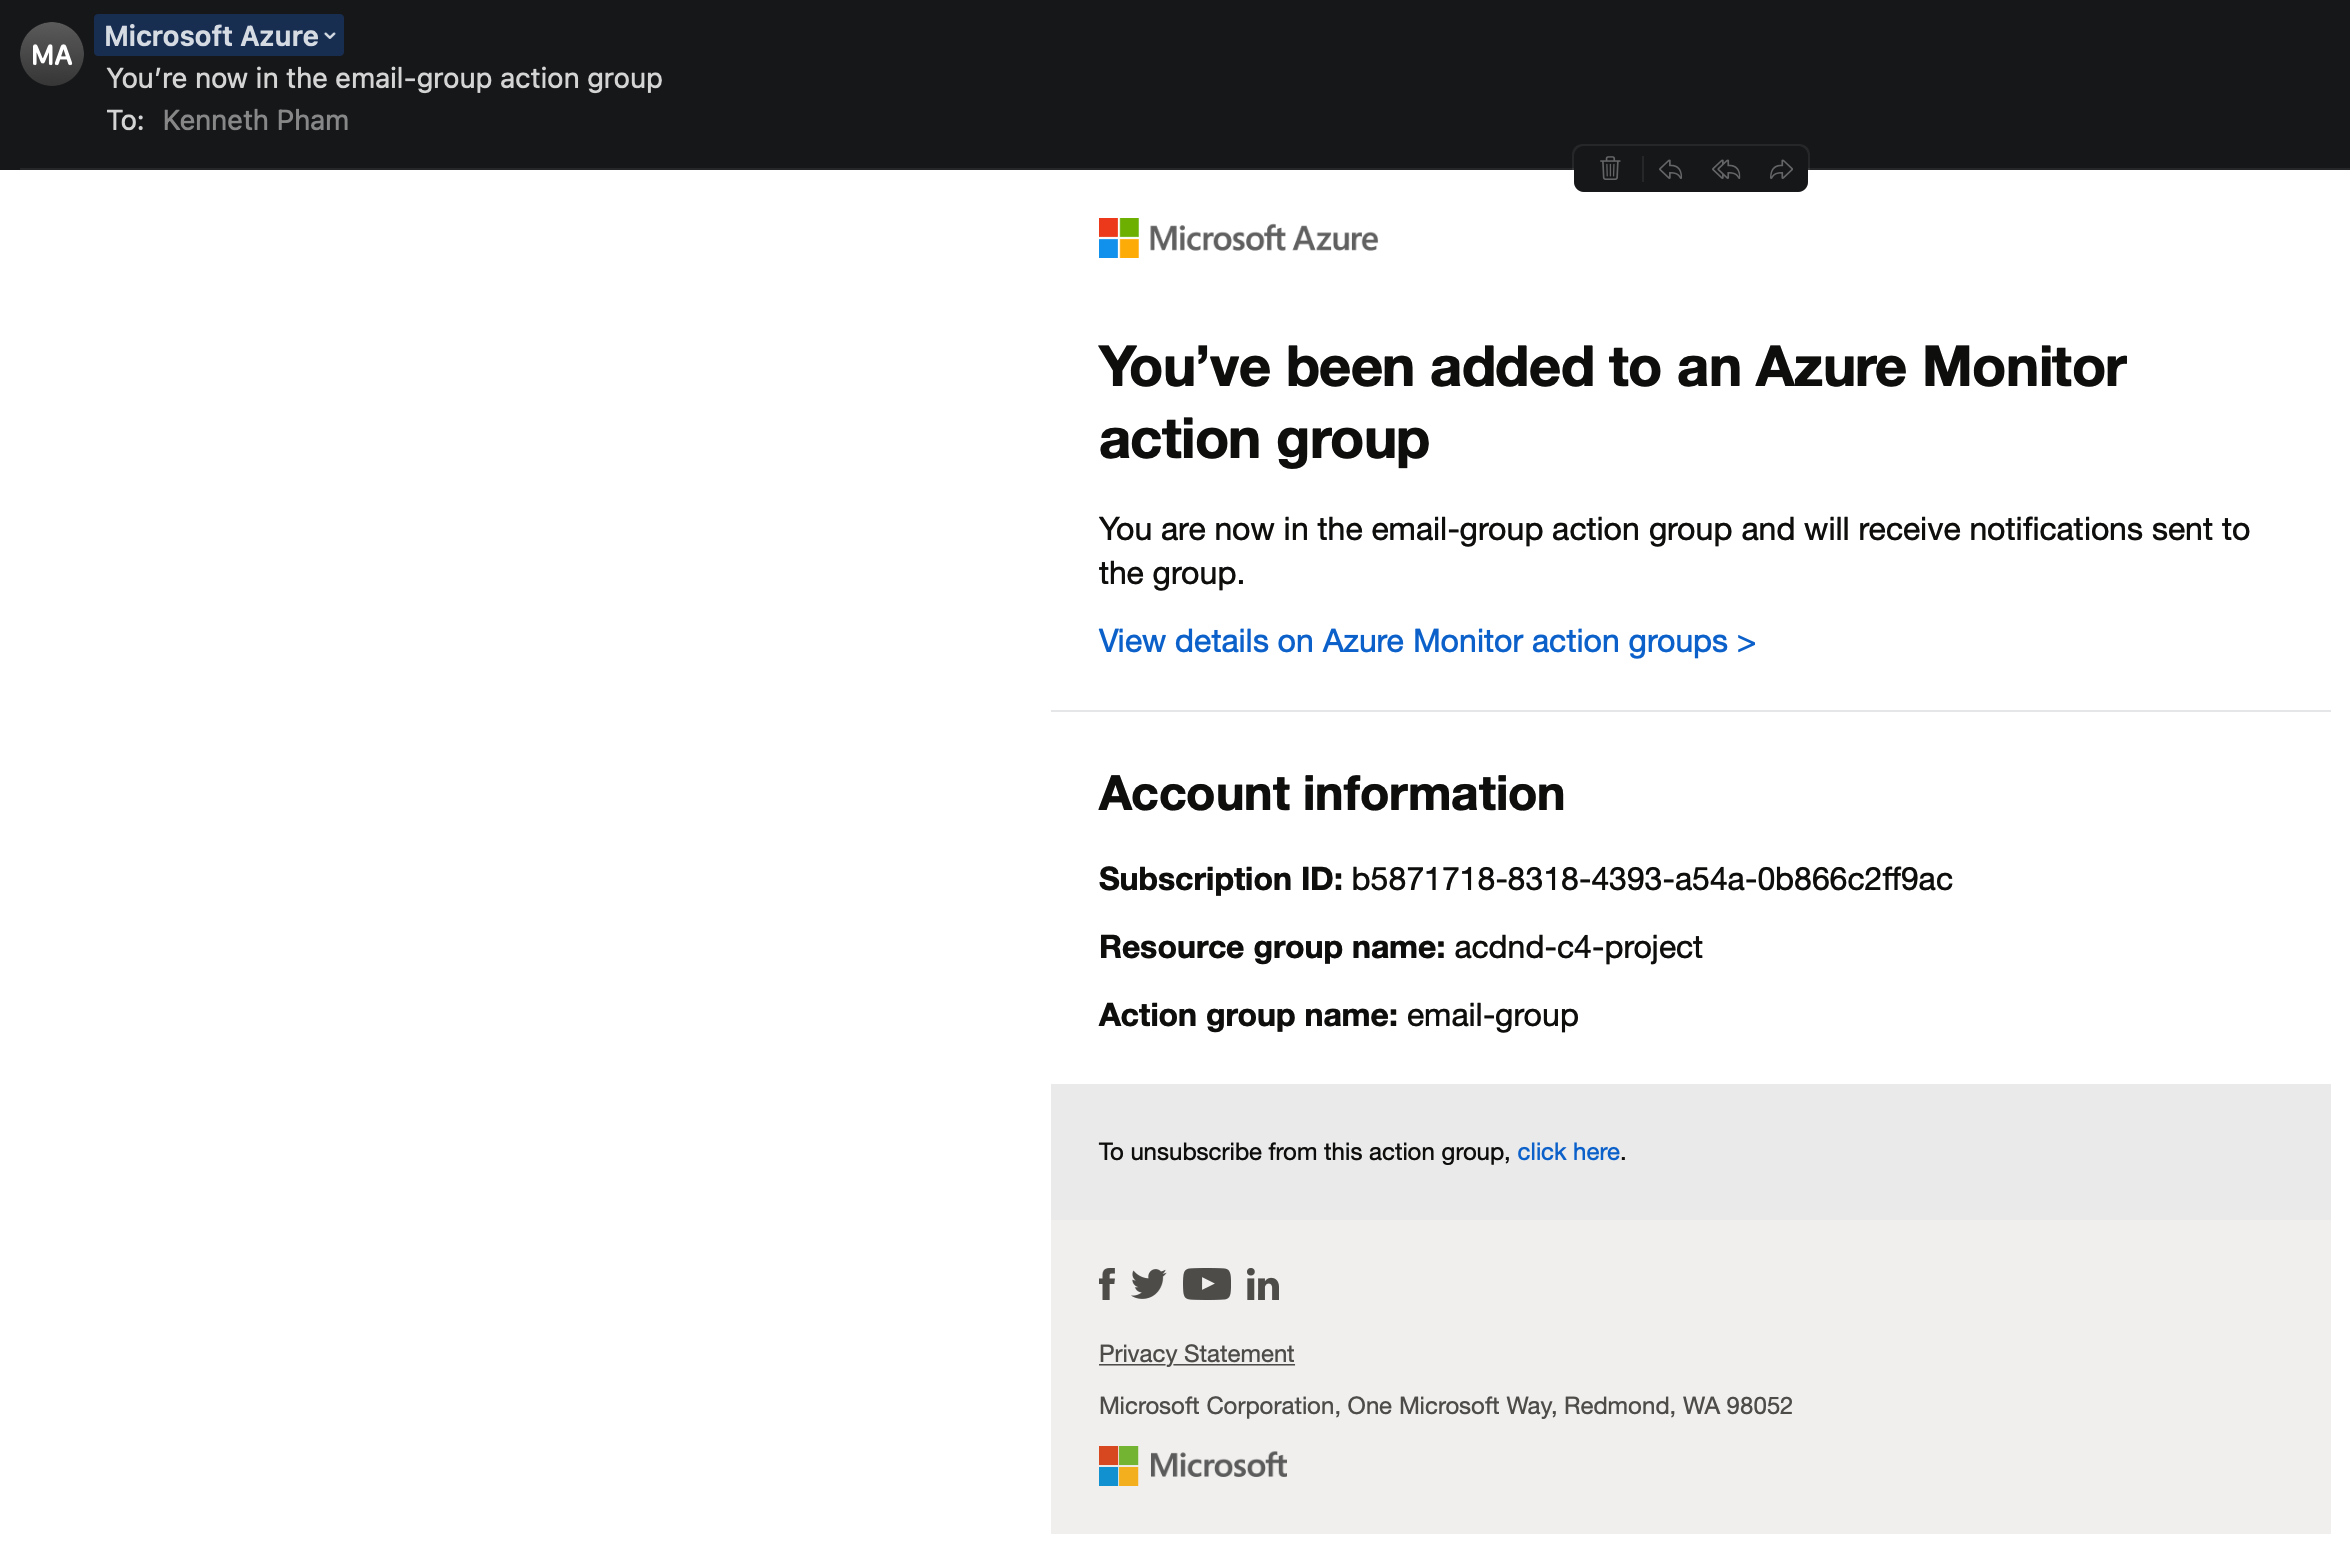 MA
Microsoft Azure
You’re now in the email-group action group
To: Kenneth Pham
Microsoft Azure
You’ve been added to an Azure Monitor
action group
You are now in the email-group action group and will receive notifications sent to
the group.
View details on Azure Monitor action groups >
Account information
Subscription ID: b5871718-8318-4393-a54a-0b866c2ff9ac
Resource group name: acdnd-c4-project
Action group name: email-group
To unsubscribe from this action group, click here.
Privacy Statement
Microsoft Corporation, One Microsoft Way, Redmond, WA 98052
Microsoft